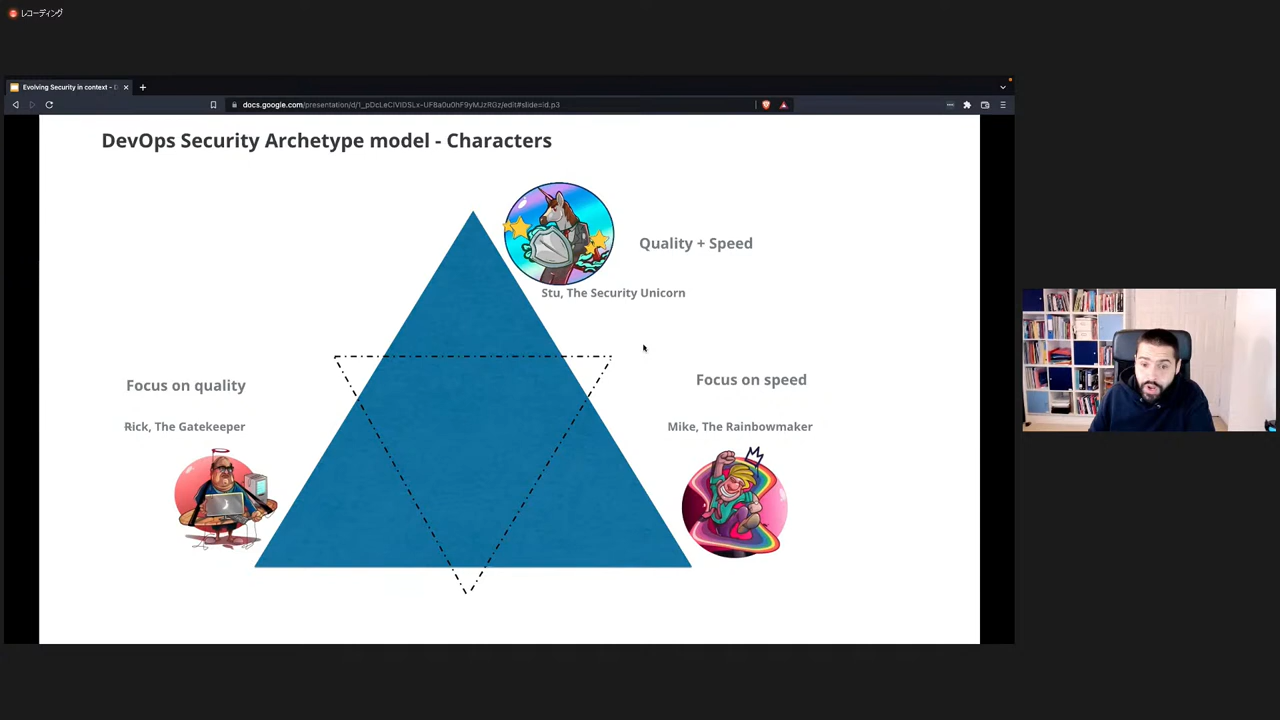 レコーディング
Evolving Security in context - D
docs.google.com/presentation/d/1_pDcLeCIVIDSLx-UF8a0u0hF9yMJzRGz/edit#slide=id.p3
DevOps Security Archetype model - Characters
Quality + Speed
Stu, The Security Unicorn
Focus on quality
Focus on speed
Rick, The Gatekeeper
Mike, The Rainbowmaker